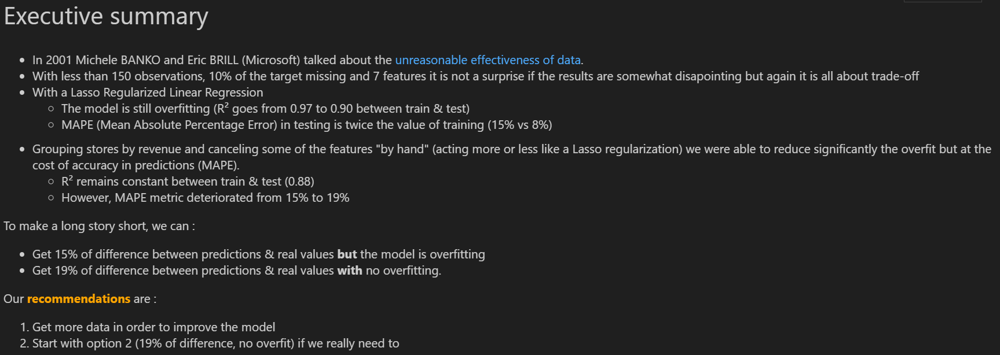 Executive summary
• In 2001 Michele BANKO and Eric BRILL (Microsoft) talked about the unreasonable effectiveness of data.
• With less than 150 observations, 10% of the target missing and 7 features it is not a surprise if the results are somewhat disapointing but again it is all about trade-off
• With a Lasso Regularized Linear Regression
○ The model is still overfitting (R² goes from 0.97 to 0.90 between train & test)
○ MAPE (Mean Absolute Percentage Error) in testing is twice the value of training (15% vs 8%)
• Grouping stores by revenue and canceling some of the features "by hand" (acting more or less like a Lasso regularization) we were able to reduce significantly the overfit but at the
cost of accuracy in predictions (MAPE).
○ R² remains constant between train & test (0.88)
○ However, MAPE metric deteriorated from 15% to 19%
To make a long story short, we can :
• Get 15% of difference between predictions & real values but the model is overfitting
• Get 19% of difference between predictions & real values with no overfitting.
Our recommendations are :
1. Get more data in order to improve the model
2. Start with option 2 (19% of difference, no overfit) if we really need to